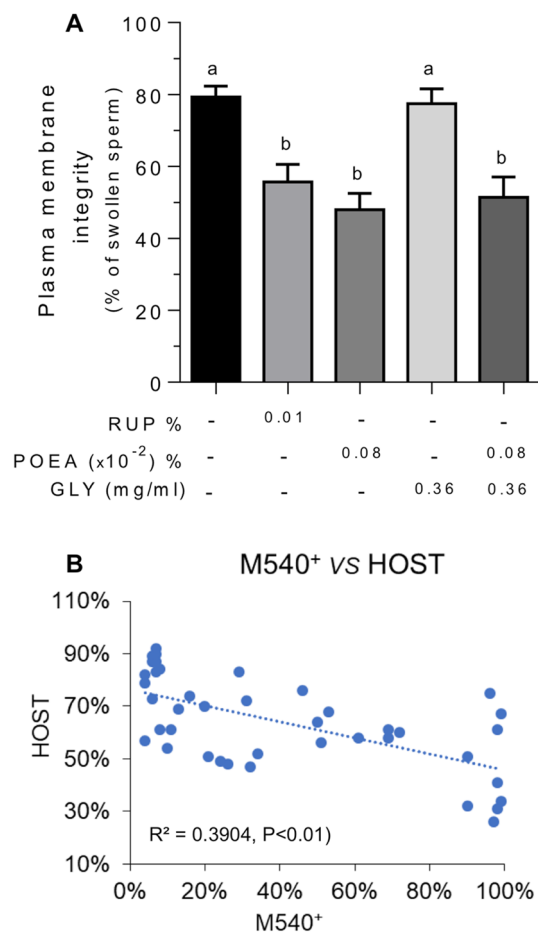 A
Plasma membrane
integrity
(% of swollen sperm)
100
80
60
40
20
0
a
b
b
a
b
RUP % - 0.01 - - -
POEA (x10-2) % - - 0.08 - 0.08
GLY (mg/ml) - - - 0.36 0.36
B
M540+ VS HOST
HOST
110%
90%
70%
50%
30%
10%
R² = 0.3904, P<0.01)
0% 20% 40% 60% 80% 100%
M540+